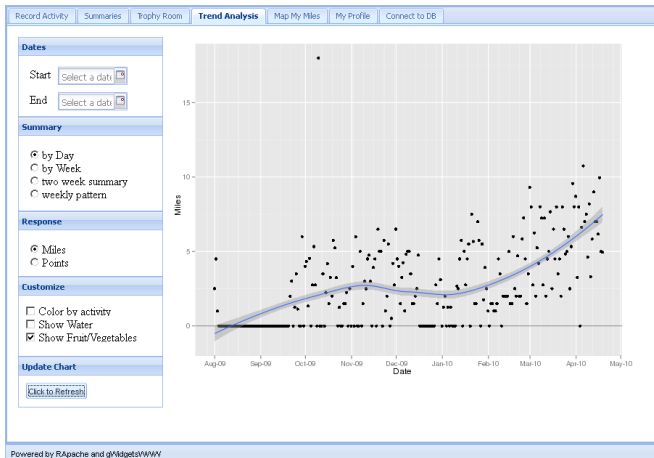 Record Activity Summaries Trophy Room Trend Analysis Map My Miles My Profile Connect to DB
Dates
Start Select a dat
End Select a dat
Summary
by Day
by Week
two week summary
weekly pattern
Response
Miles
Points
Customize
Color by activity
Show Water
Show Fruit/Vegetables
Update Chart
Click to Refresh
Miles
15
10
5
0
Aug-09 Sep-09 Oct-09 Nov-09 Dec-09 Jan-10 Feb-10 Mar-10 Apr-10 May-10
Date
Powered by RApache and gWidgetsWWW